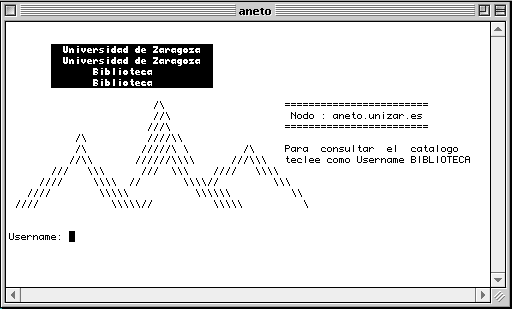 aneto
Universidad de Zaragoza
Universidad de Zaragoza
Biblioteca
Biblioteca
========================
Nodo : aneto.unizar.es
========================
Para consultar el catalogo
teclee como Username BIBLIOTECA
Username: